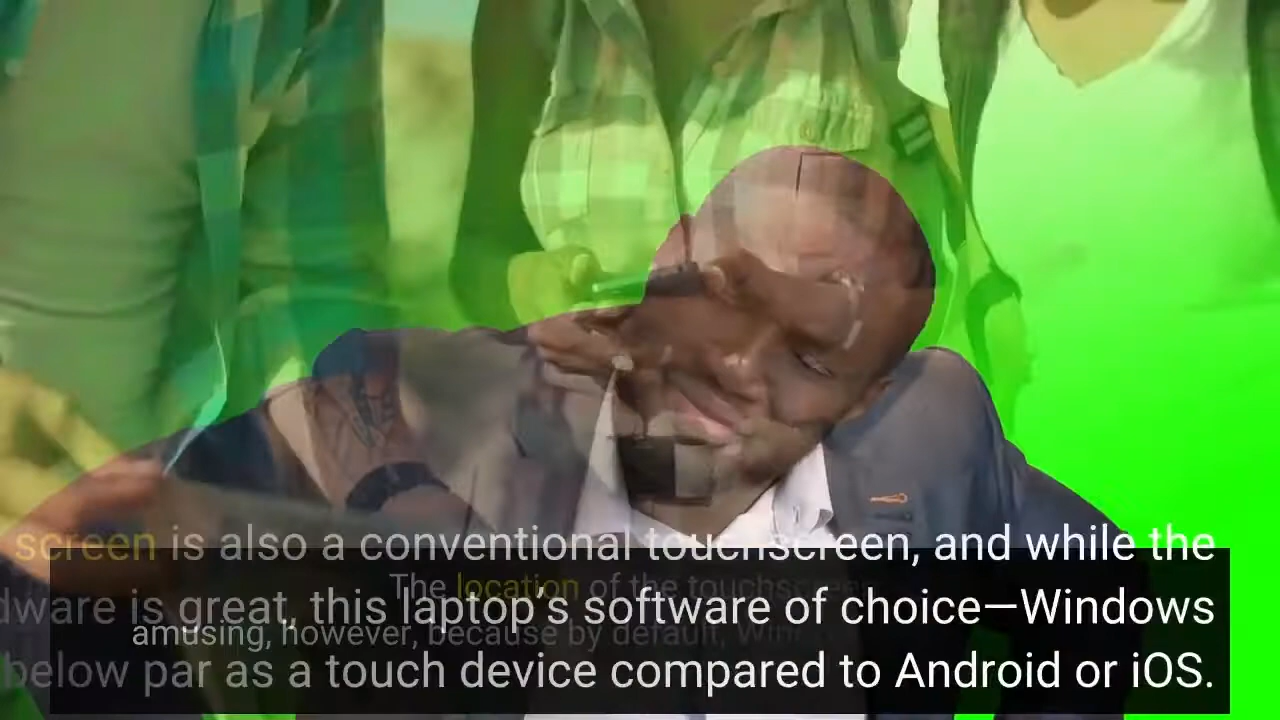 screen is also a conventional touchscreen, and while the
The location of the touchscreen
dware is great, this laptop’s software of choice—Windows
amusing, however, because by default, Win
below par as a touch device compared to Android or iOS.